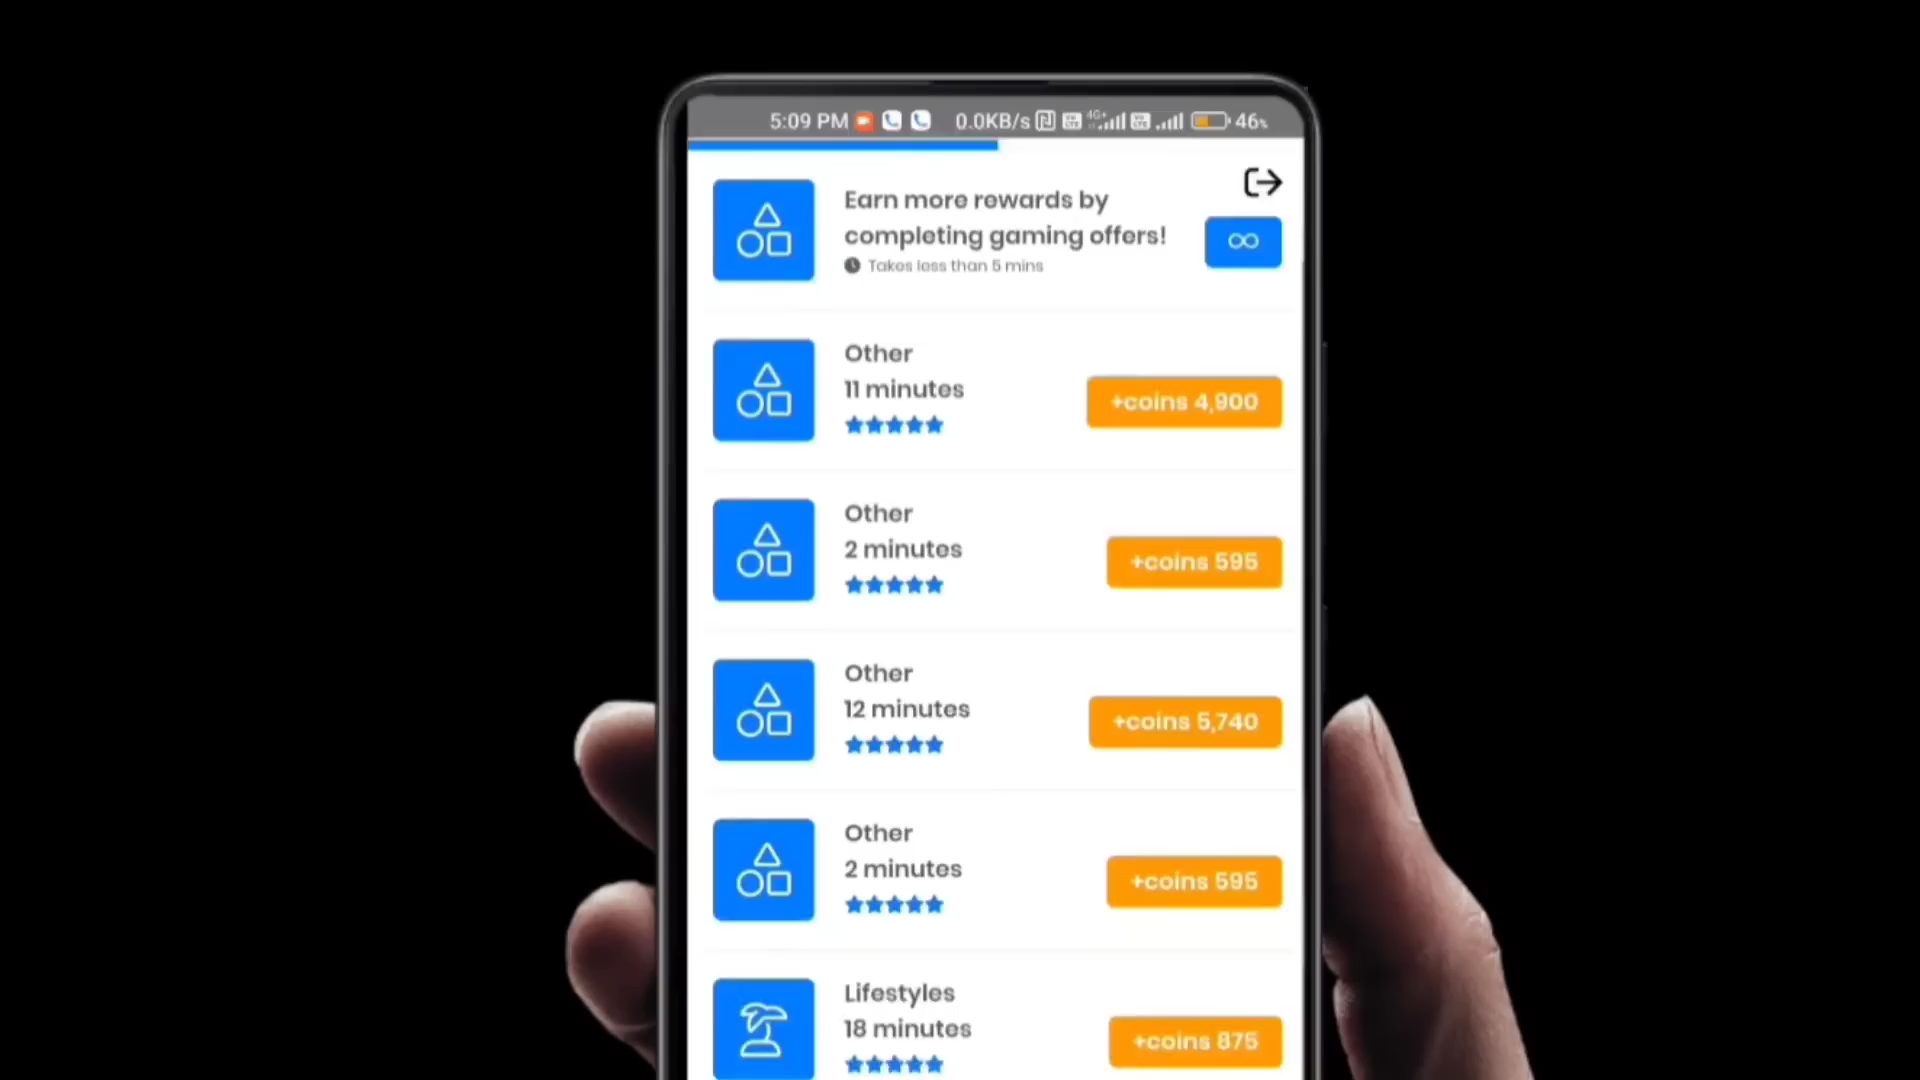 5:09 PM 0.0KB/s 4G+ 46%
Earn more rewards by
completing gaming offers!
Takes less than 5 mins
Other
11 minutes
+coins 4,900
Other
2 minutes
+coins 595
Other
12 minutes
+coins 5,740
Other
2 minutes
+coins 595
Lifestyles
18 minutes
+coins 875